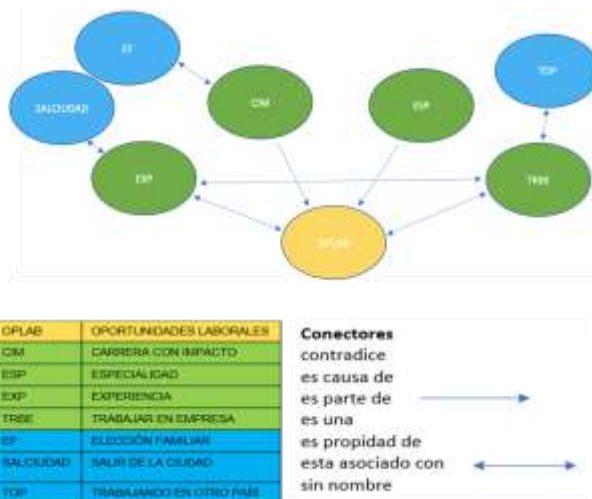 EF
TOP
SALCIUDAD
CIM
ESP
EXP
TRBE
OPLAB
OPLAB OPORTUNIDADES LABORALES
CIM CARRERA CON IMPACTO
ESP ESPECIALIDAD
EXP EXPERIENCIA
TRBE TRABAJAR EN EMPRESA
EF ELECCIÓN FAMILIAR
SALCIUDAD SALIR DE LA CIUDAD
TOP TRABAJANDO EN OTRO PAÍS
Conectores
contradice
es causa de
es parte de
es una
es propidad de
esta asociado con
sin nombre